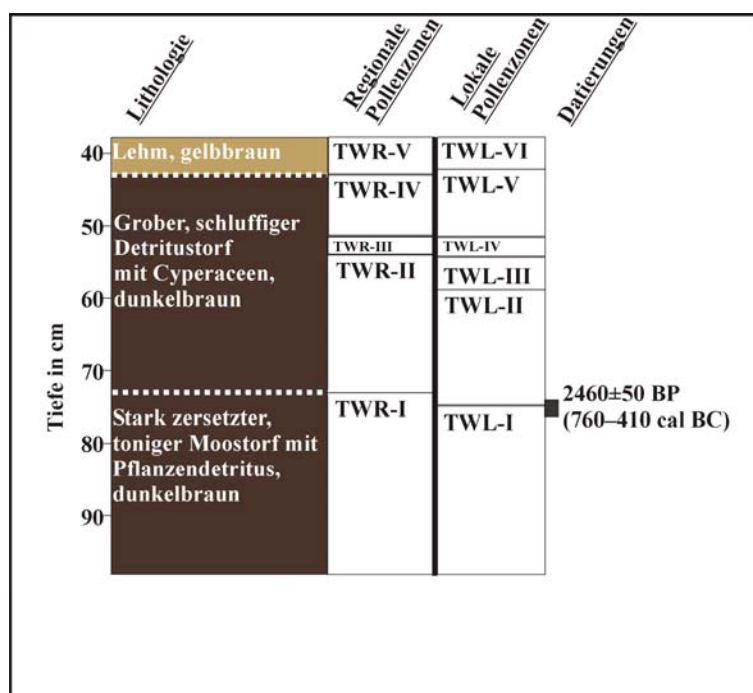 Lithologie
Regionale
Pollenzonen
Lokale
Pollenzonen
Datierungen
Tiefe in cm
40
50
60
70
80
90
Lehm, gelbbraun
Grober, schluffiger
Detritustorf
mit Cyperaceen,
dunkelbraun
Stark zersetzter,
toniger Moostorf mit
Pflanzendetritus,
dunkelbraun
TWR-V
TWR-IV
TWR-III
TWR-II
TWR-I
TWL-VI
TWL-V
TWL-IV
TWL-III
TWL-II
TWL-I
2460±50 BP
(760–410 cal BC)